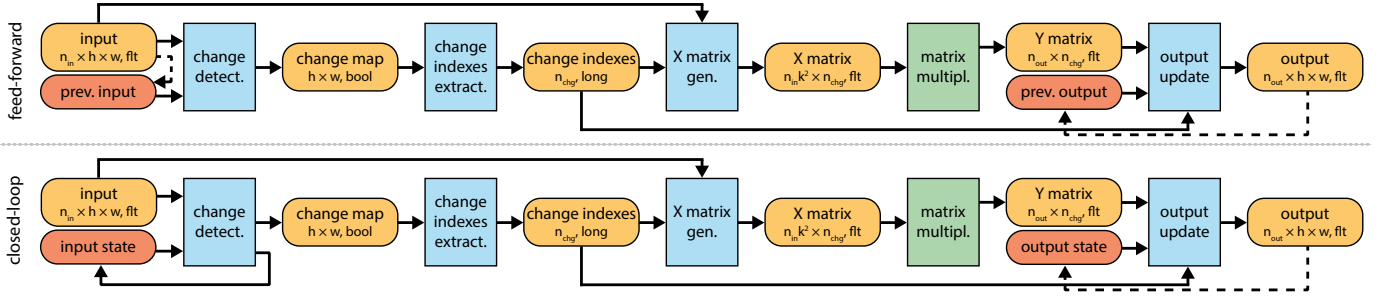 feed-forward
input
n_in × h × w, flt
prev. input
change
detect.
change map
h × w, bool
change
indexes
extract.
change indexes
n_chg, long
X matrix
gen.
X matrix
n_in k² × n_chg, flt
matrix
multipl.
Y matrix
n_out × n_chg, flt
prev. output
output
update
output
n_out × h × w, flt
closed-loop
input
n_in × h × w, flt
input state
change
detect.
change map
h × w, bool
change
indexes
extract.
change indexes
n_chg, long
X matrix
gen.
X matrix
n_in k² × n_chg, flt
matrix
multipl.
Y matrix
n_out × n_chg, flt
output state
output
update
output
n_out × h × w, flt